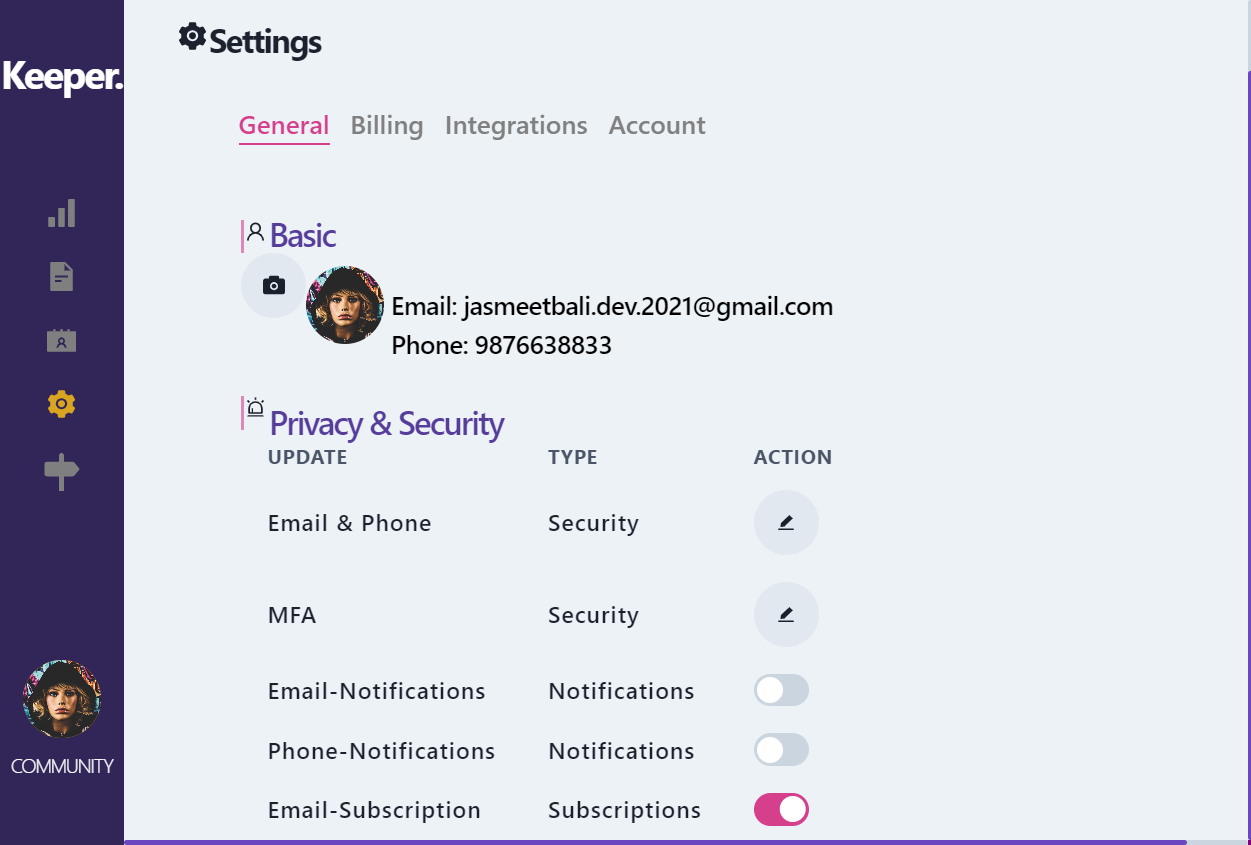 Settings
Keeper.
General Billing Integrations Account
Basic
Email: jasmeetbali.dev.2021@gmail.com
Phone: 9876638833
Privacy & Security
UPDATE TYPE ACTION
Email & Phone Security
MFA Security
Email-Notifications Notifications
Phone-Notifications Notifications
Email-Subscription Subscriptions
COMMUNITY